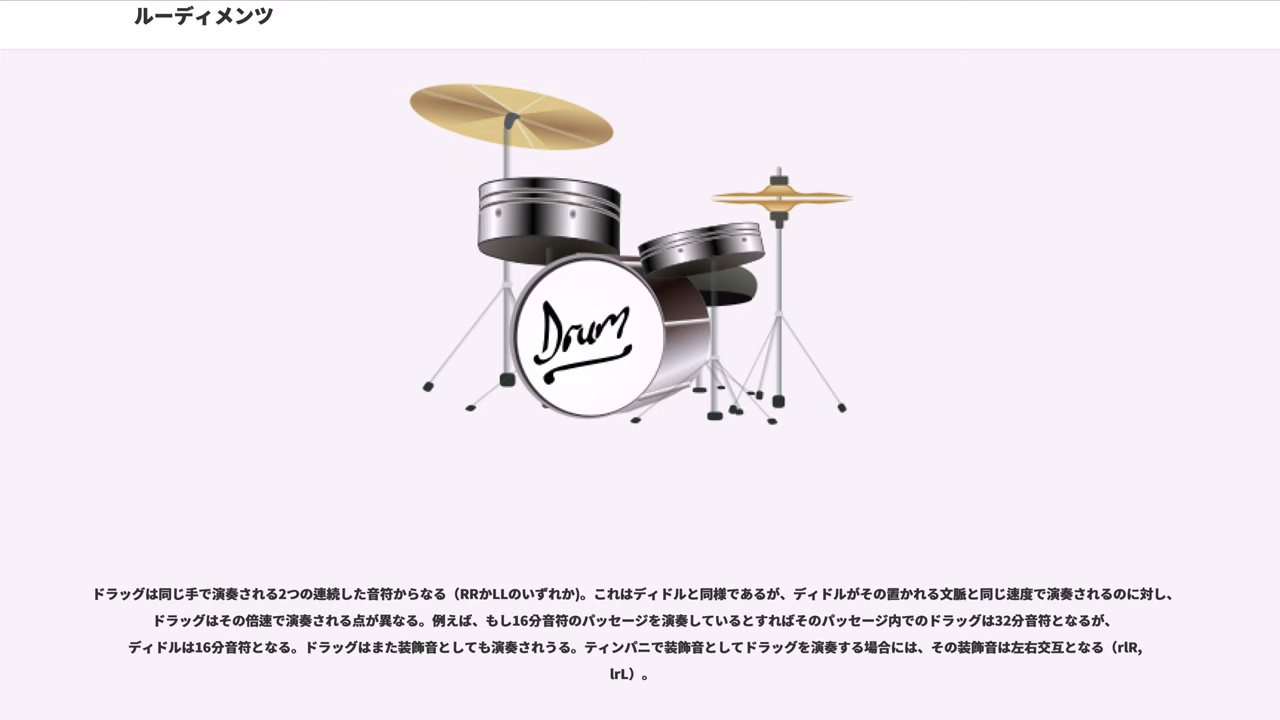 ルーディメンツ
Drum
ドラッグは同じ手で演奏される2つの連続した音符からなる（RRかLLのいずれか)。これはディドルと同様であるが、ディドルがその置かれる文脈と同じ速度で演奏されるのに対し、
ドラッグはその倍速で演奏される点が異なる。例えば、もし16分音符のパッセージを演奏しているとすればそのパッセージ内でのドラッグは32分音符となるが、
ディドルは16分音符となる。ドラッグはまた装飾音としても演奏されうる。ティンパニで装飾音としてドラッグを演奏する場合には、その装飾音は左右交互となる（rlR,
lrL）。